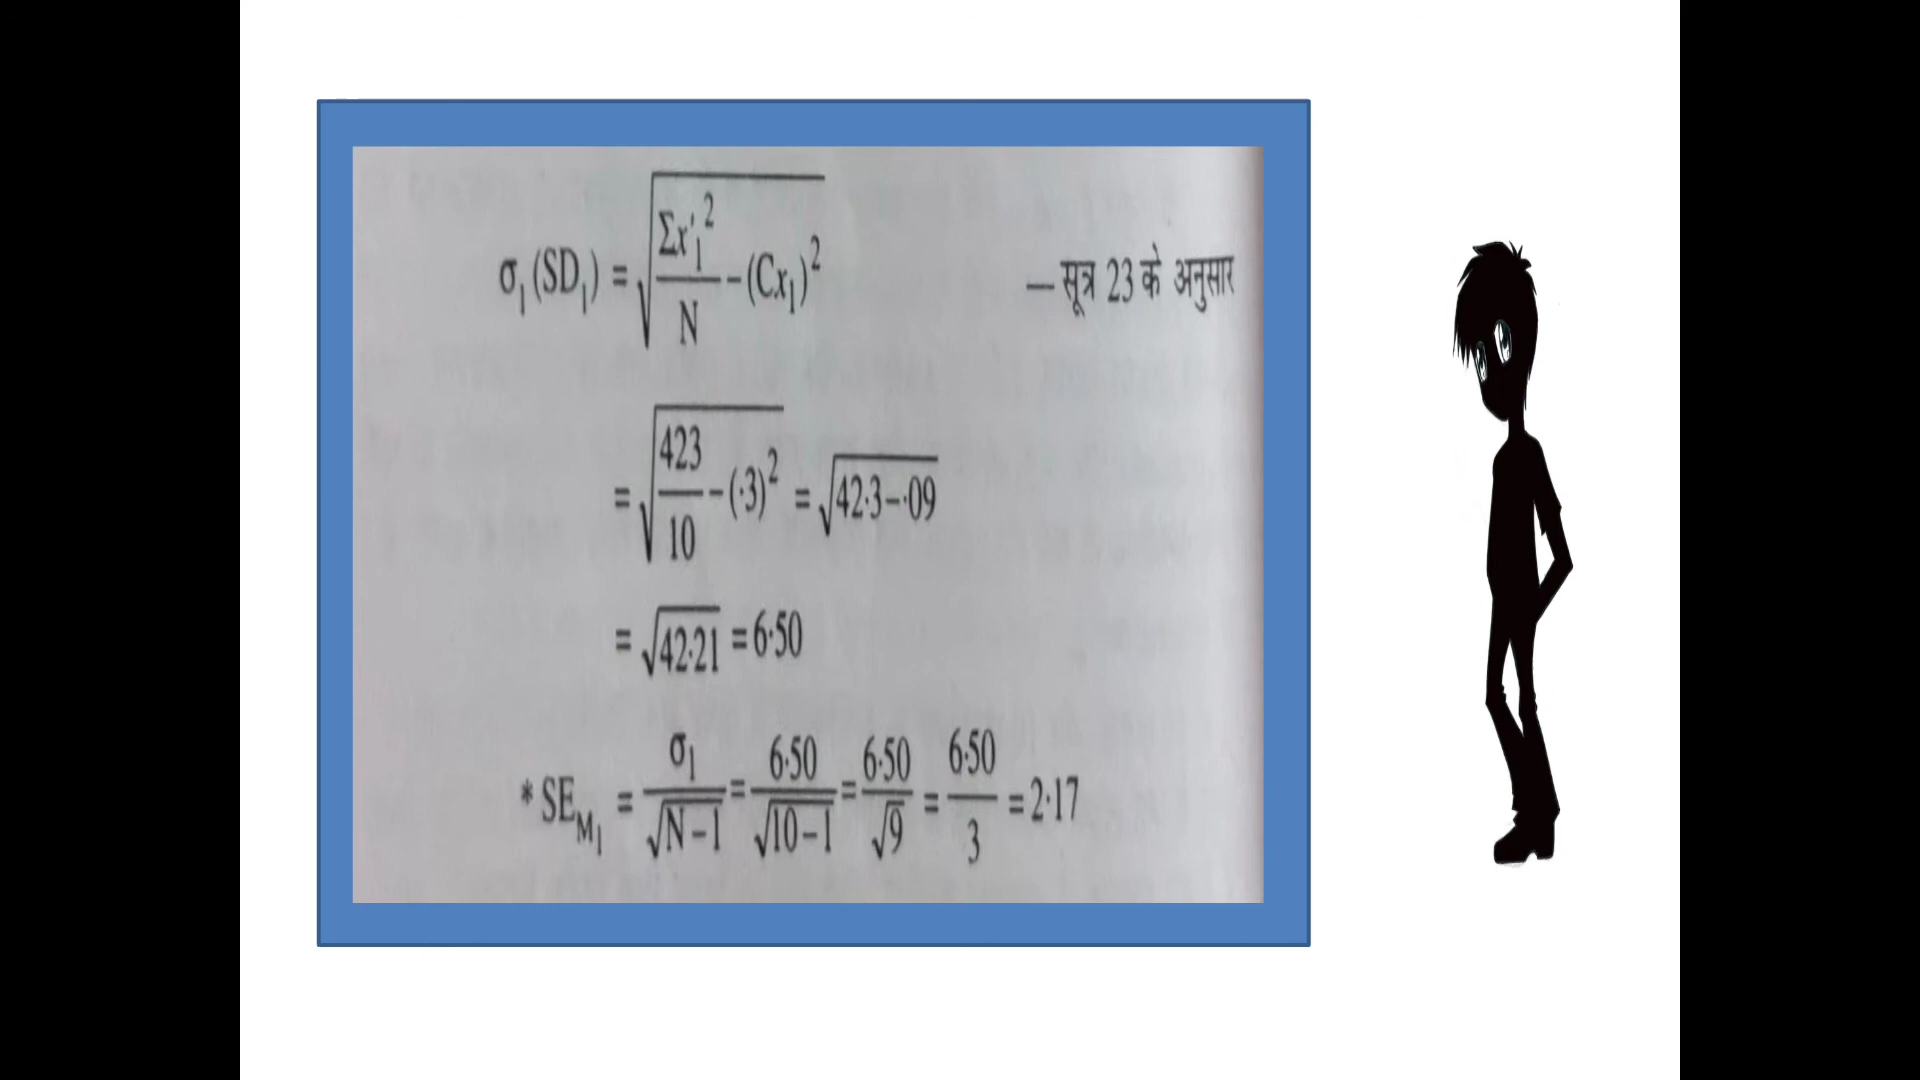 σ₁(SD₁) = √(Σx′₁²/N − (Cx₁)²) — सूत्र 23 के अनुसार
= √(423/10 − (·3)²) = √(42·3−·09)
= √42·21 = 6·50
* SE_M₁ = σ₁/√(N−1) = 6·50/√(10−1) = 6·50/√9 = 6·50/3 = 2·17